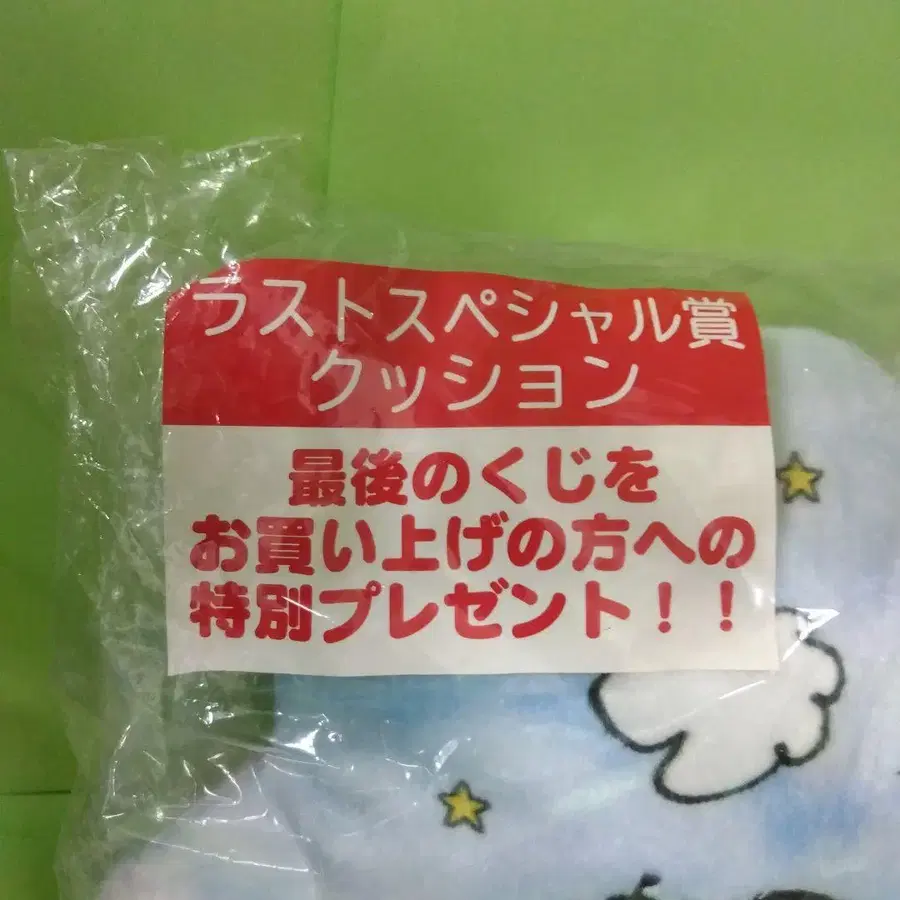 ラストスペシャル賞
クッション
最後のくじを
お買い上げの方への
特別プレゼント！！